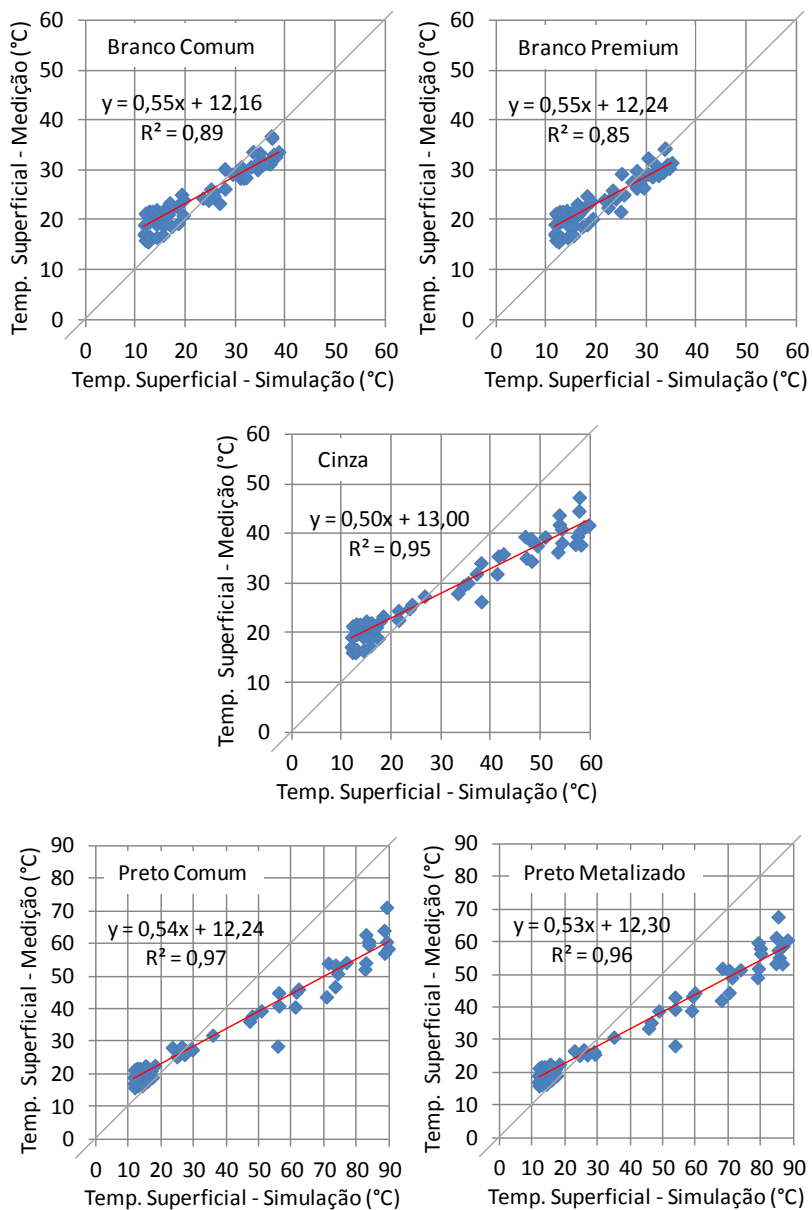 Temp. Superficial - Medição (°C)
60
50
40
30
20
10
0
Branco Comum
y = 0,55x + 12,16
R² = 0,89
0 10 20 30 40 50 60
Temp. Superficial - Simulação (°C)
Temp. Superficial - Medição (°C)
60
50
40
30
20
10
0
Branco Premium
y = 0,55x + 12,24
R² = 0,85
0 10 20 30 40 50 60
Temp. Superficial - Simulação (°C)
Temp. Superficial - Medição (°C)
60
50
40
30
20
10
0
Cinza
y = 0,50x + 13,00
R² = 0,95
0 10 20 30 40 50 60
Temp. Superficial - Simulação (°C)
Temp. Superficial - Medição (°C)
90
80
70
60
50
40
30
20
10
0
Preto Comum
y = 0,54x + 12,24
R² = 0,97
0 10 20 30 40 50 60 70 80 90
Temp. Superficial - Simulação (°C)
Temp. Superficial - Medição (°C)
90
80
70
60
50
40
30
20
10
0
Preto Metalizado
y = 0,53x + 12,30
R² = 0,96
0 10 20 30 40 50 60 70 80 90
Temp. Superficial - Simulação (°C)